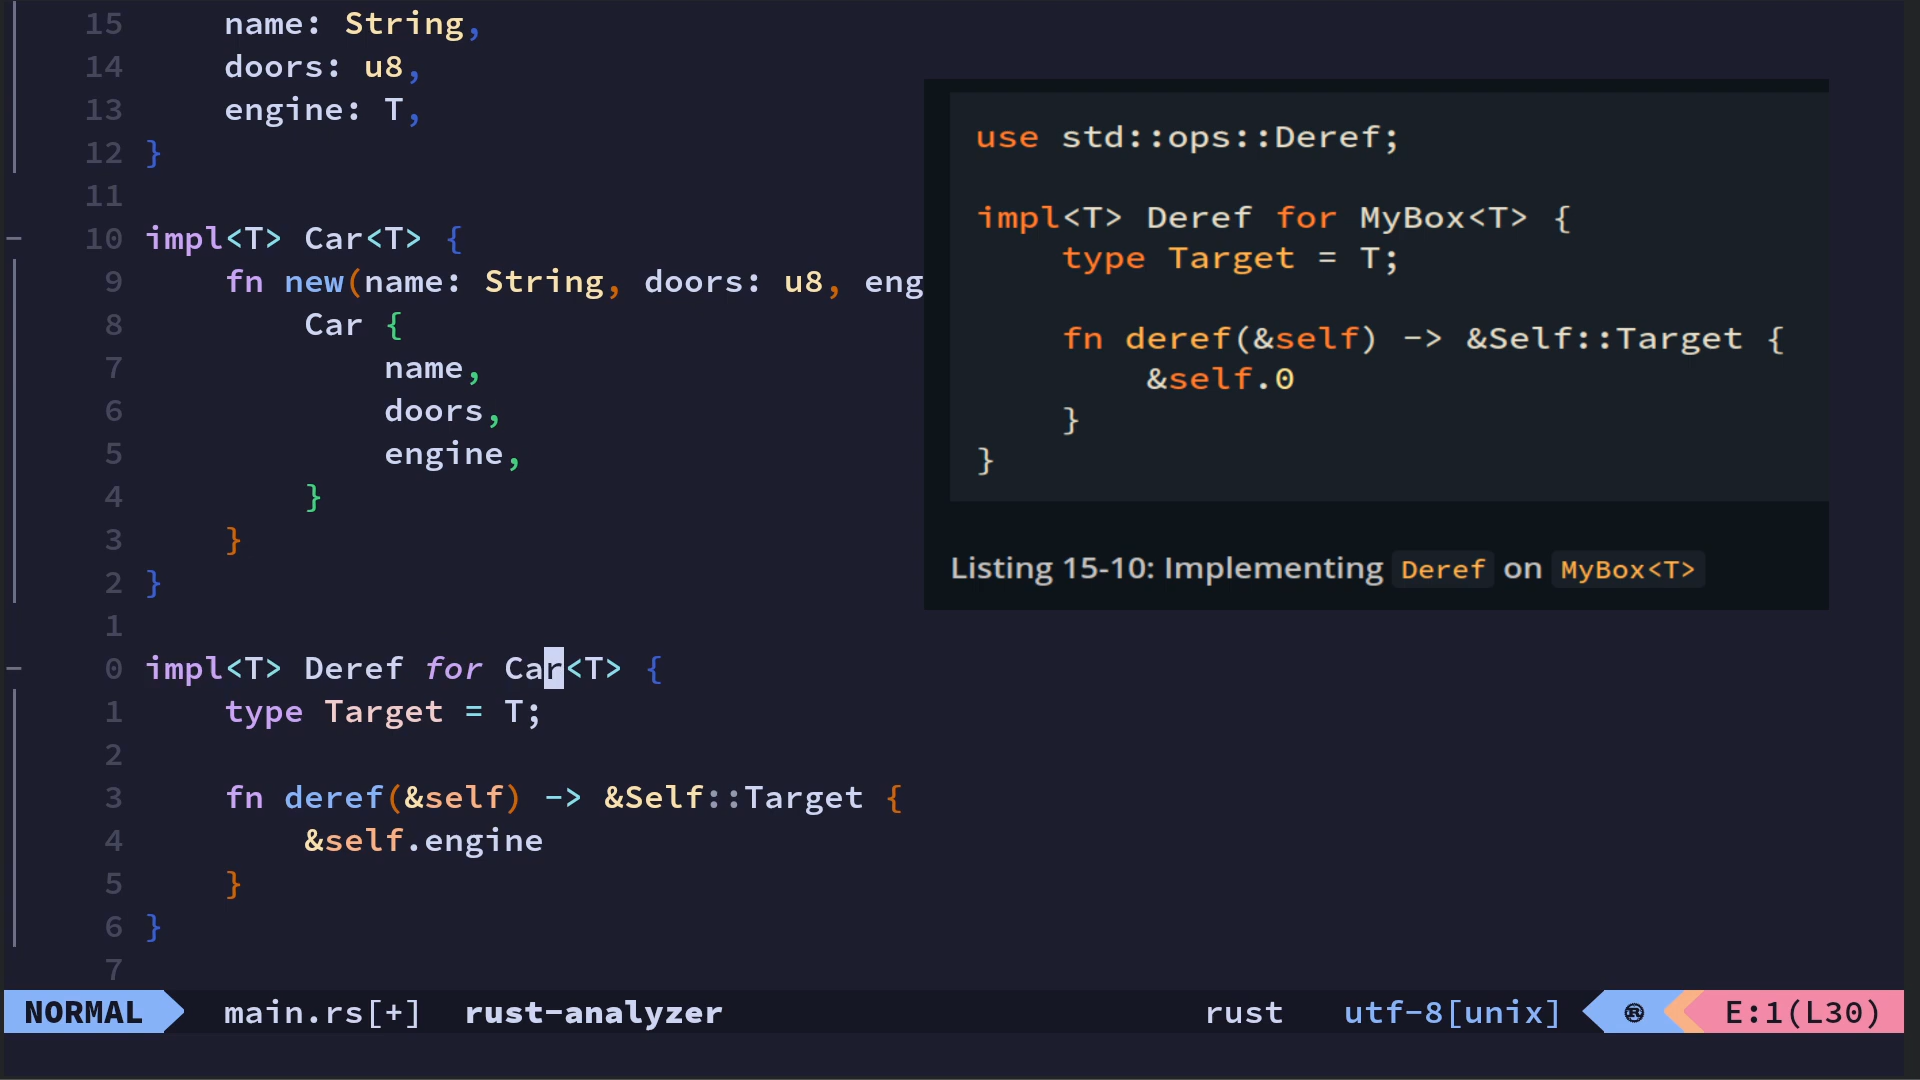 15 name: String,
14 doors: u8,
13 engine: T,
12 }
11
10 impl<T> Car<T> {
9 fn new(name: String, doors: u8, eng
8 Car {
7 name,
6 doors,
5 engine,
4 }
3 }
2 }
1
0 impl<T> Deref for Car<T> {
1 type Target = T;
2
3 fn deref(&self) -> &Self::Target {
4 &self.engine
5 }
6 }
7
use std::ops::Deref;
impl<T> Deref for MyBox<T> {
type Target = T;
fn deref(&self) -> &Self::Target {
&self.0
}
}
Listing 15-10: Implementing Deref on MyBox<T>
NORMAL main.rs[+] rust-analyzer rust utf-8[unix] E:1(L30)